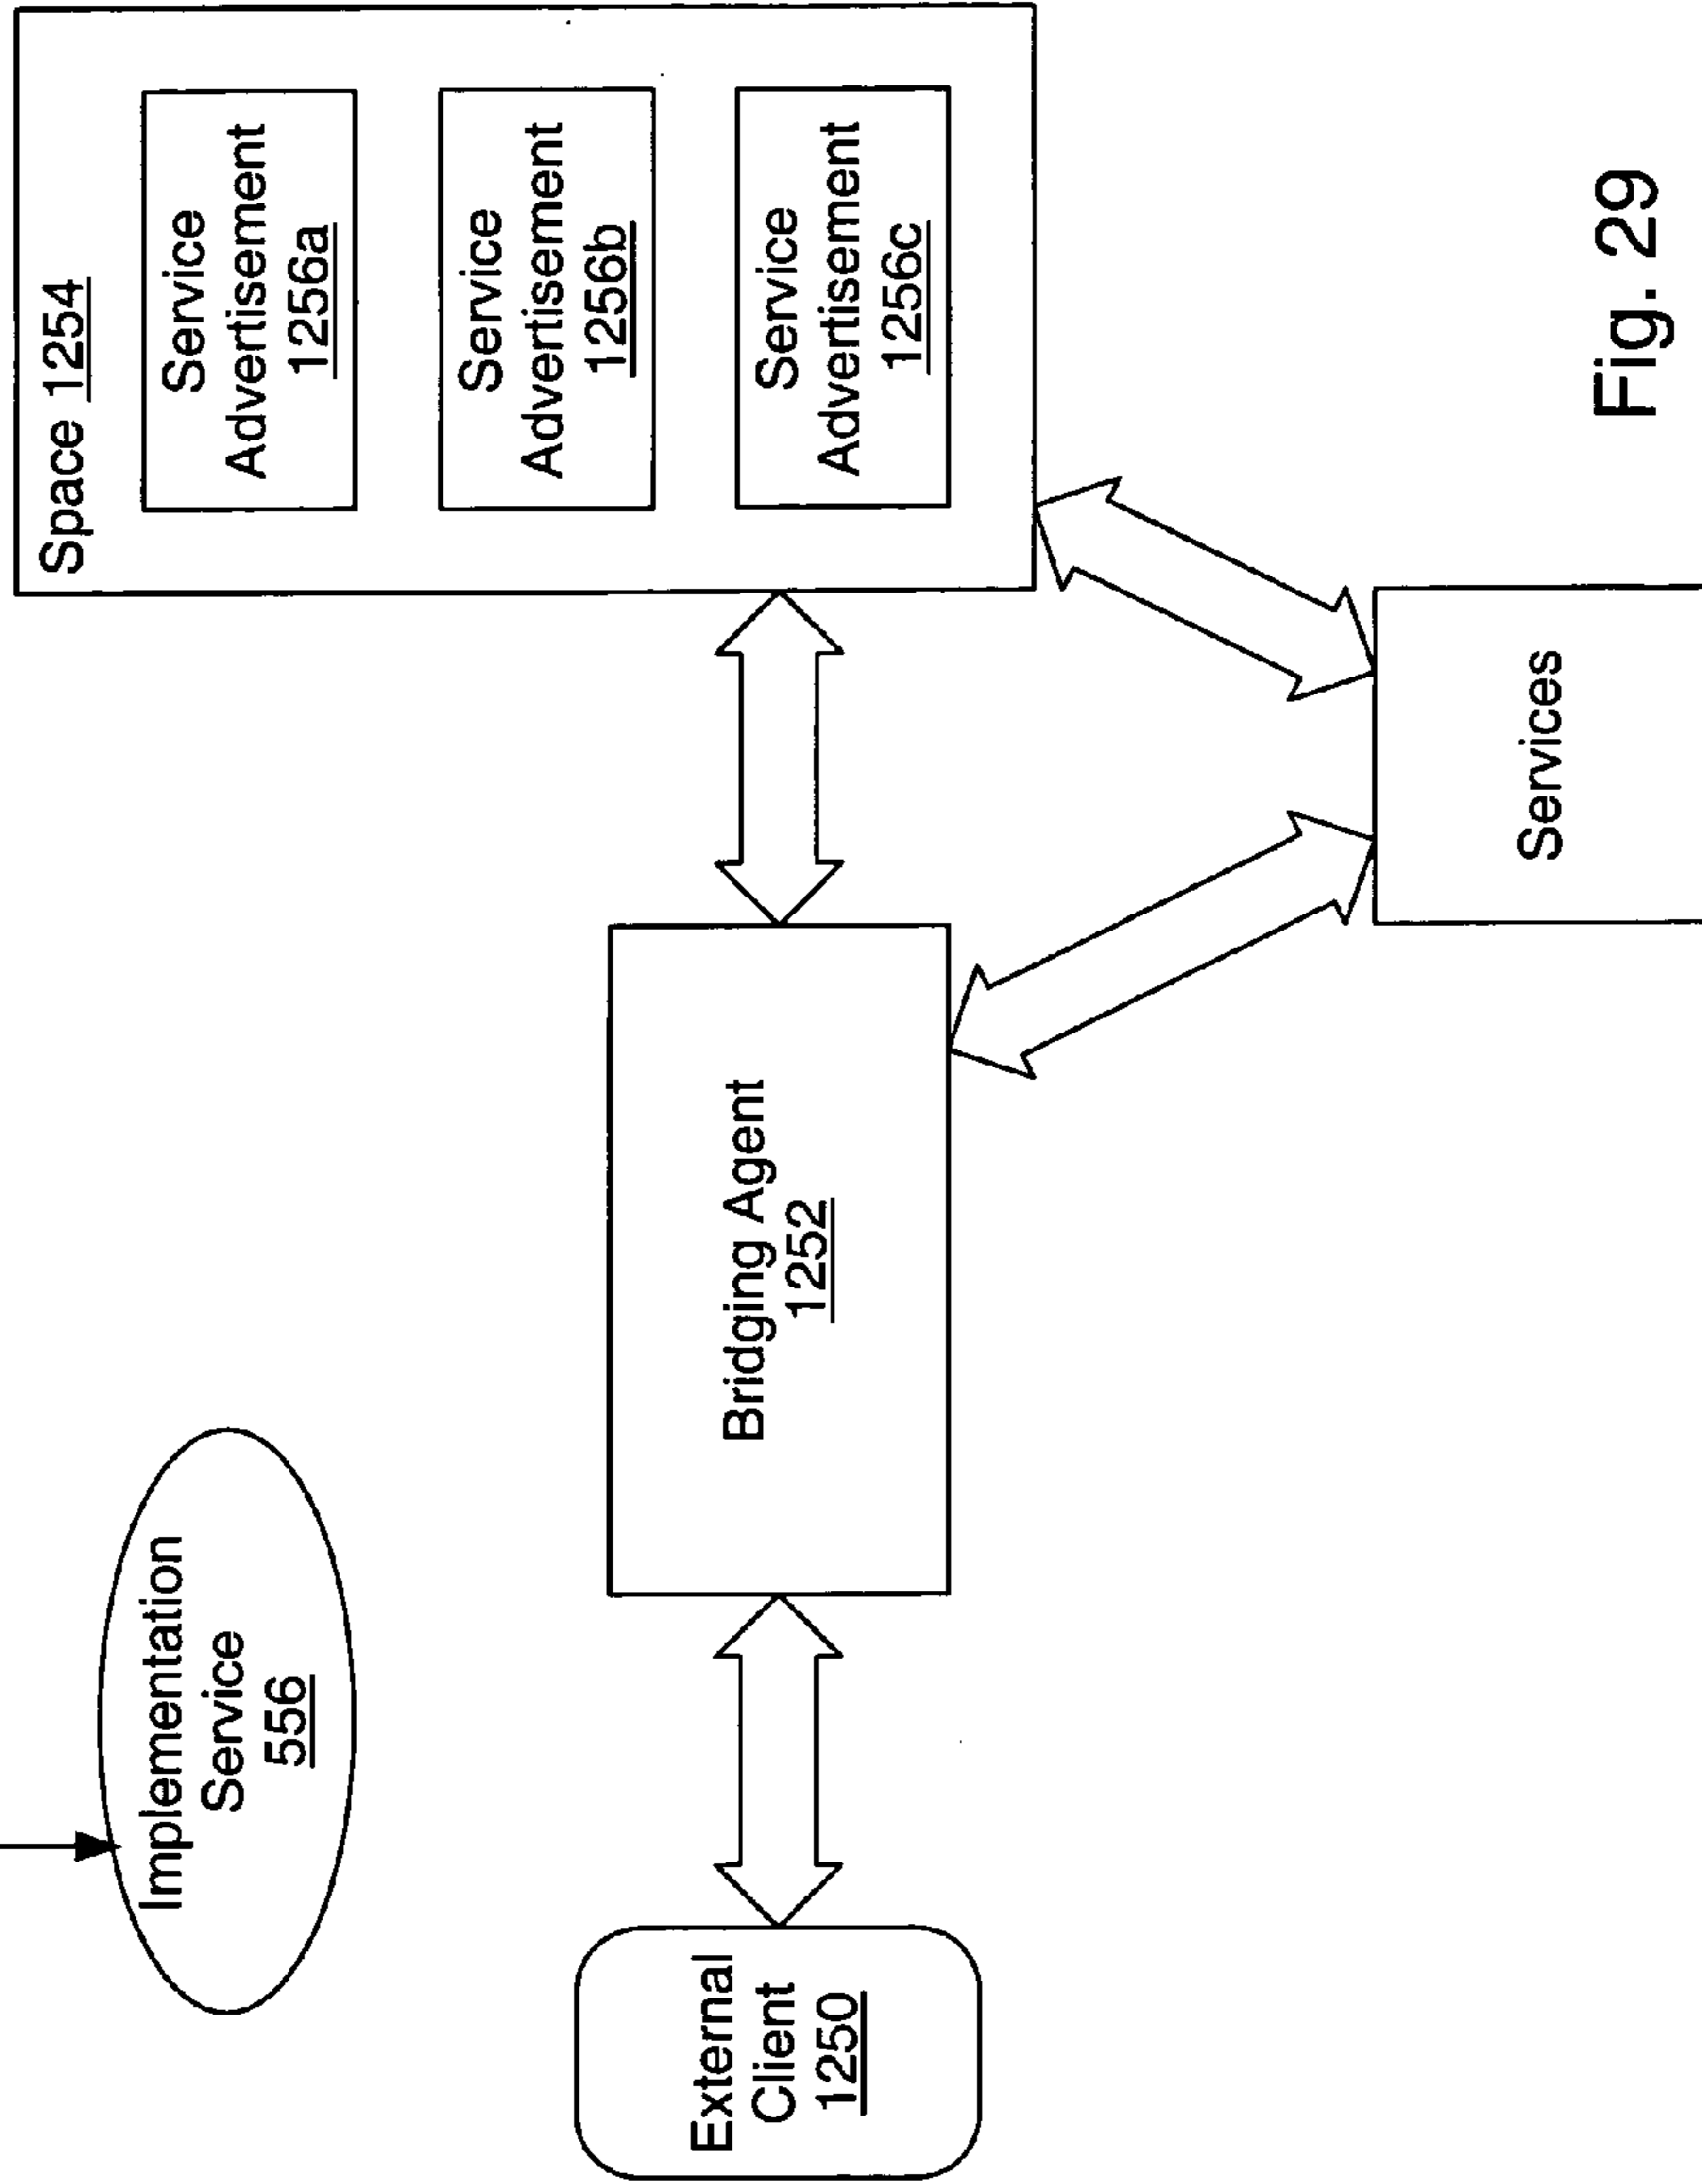 Implementation
Service
556
Space 1254
Service
Advertisement
1256a
Service
Advertisement
1256b
Service
Advertisement
1256c
External
Client
1250
Bridging Agent
1252
Services
Fig. 29